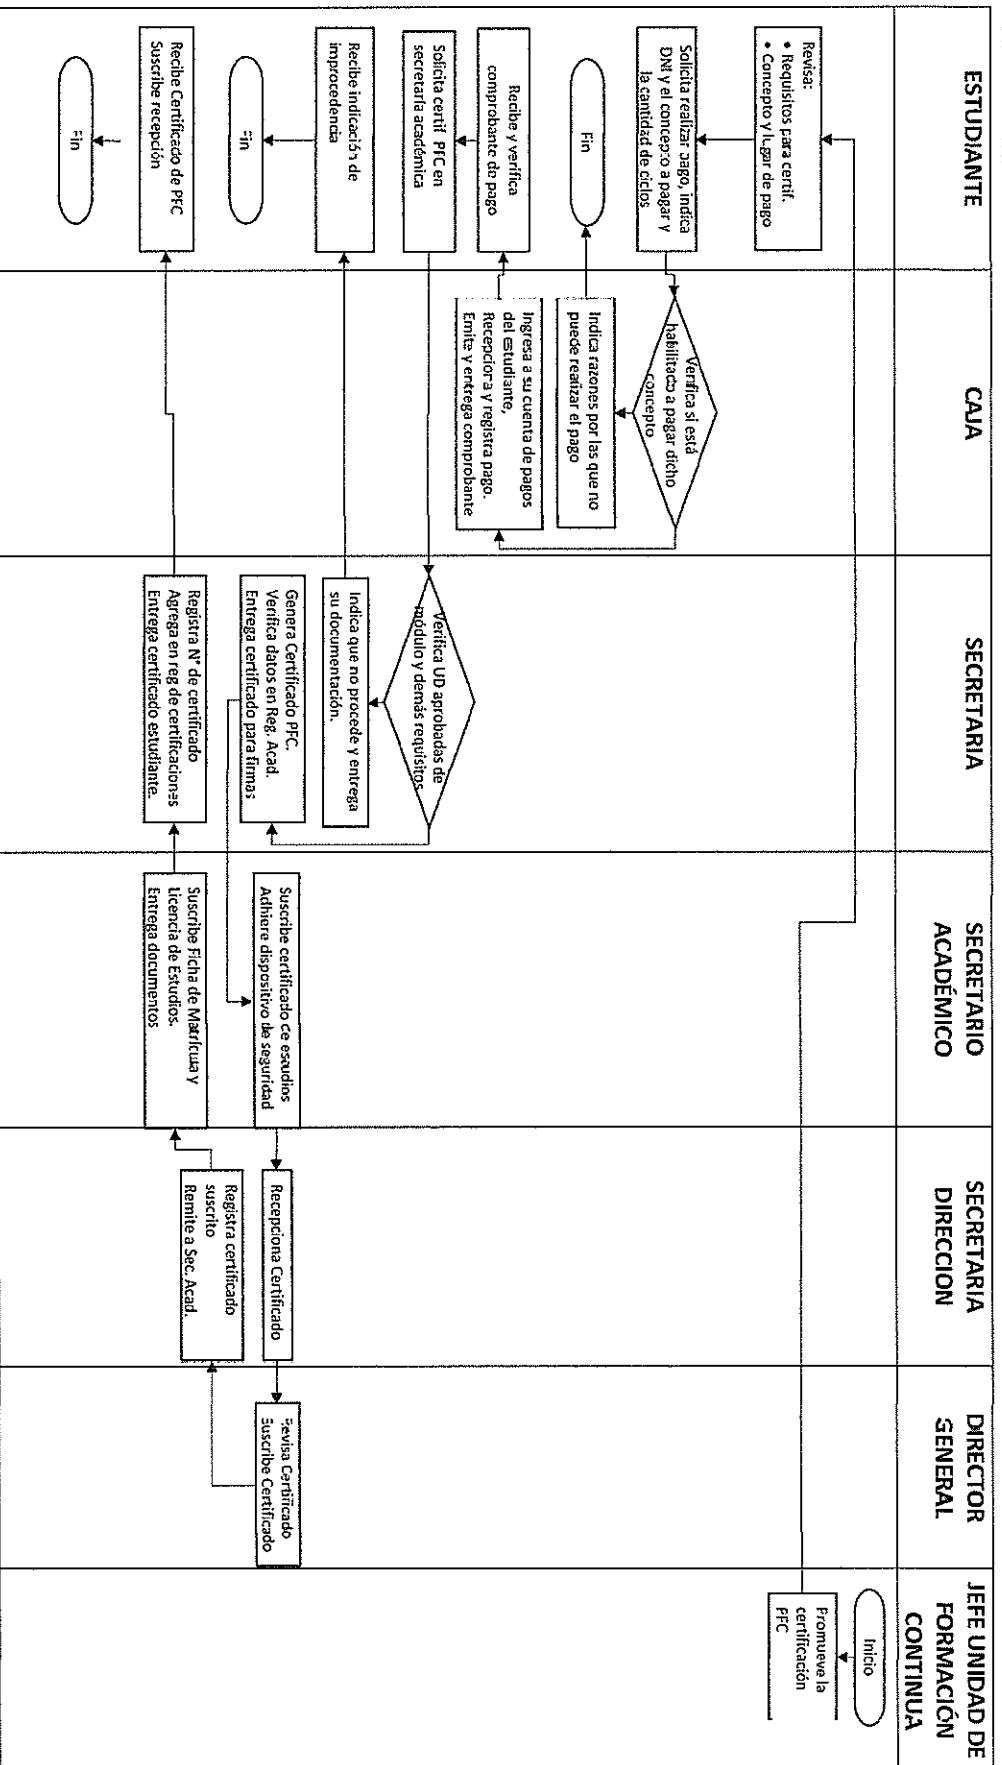 ESTUDIANTE
CAJA
SECRETARIA
SECRETARIO
ACADÉMICO
SECRETARIA
DIRECCION
DIRECTOR
GENERAL
JEFE UNIDAD DE
FORMACIÓN
CONTINUA
Inicio
Promueve la
certificación
PFC
Revisa:
• Requisitos para certif.
• Concepto y lugar de pago
Solicita realizar pago, indica
DNI y el concepto a pagar y
la cantidad de ciclos
Verifica si está
habilitado a pagar dicho
concepto
Fin
Indica razones por las que no
puede realizar el pago
Recibe y verifica
comprobante de pago
Ingresa a su cuenta de pagos
del estudiante,
Recepciona y registra pago.
Emite y entrega comprobante
Solicita certif PFC en
secretaría académica
Verifica UD aprobadas de
módulo y demás requisitos
Recibe indicación de
improcedencia
Indica que no procede y entrega
su documentación.
Fin
Genera Certificado PFC.
Verifica datos en Reg. Acad.
Entrega certificado para firmas
Suscribe certificado de estudios
Adhiere dispositivo de seguridad
Recepciona Certificado
Revisa Certificado
Suscribe Certificado
Registra certificado
suscrito
Remite a Sec. Acad.
Suscribe Ficha de Matrícula y
Licencia de Estudios.
Entrega documentos
Registra N° de certificado
Agrega en reg de certificaciones
Entrega certificado estudiante.
Recibe Certificado de PFC
Suscribe recepción
Fin